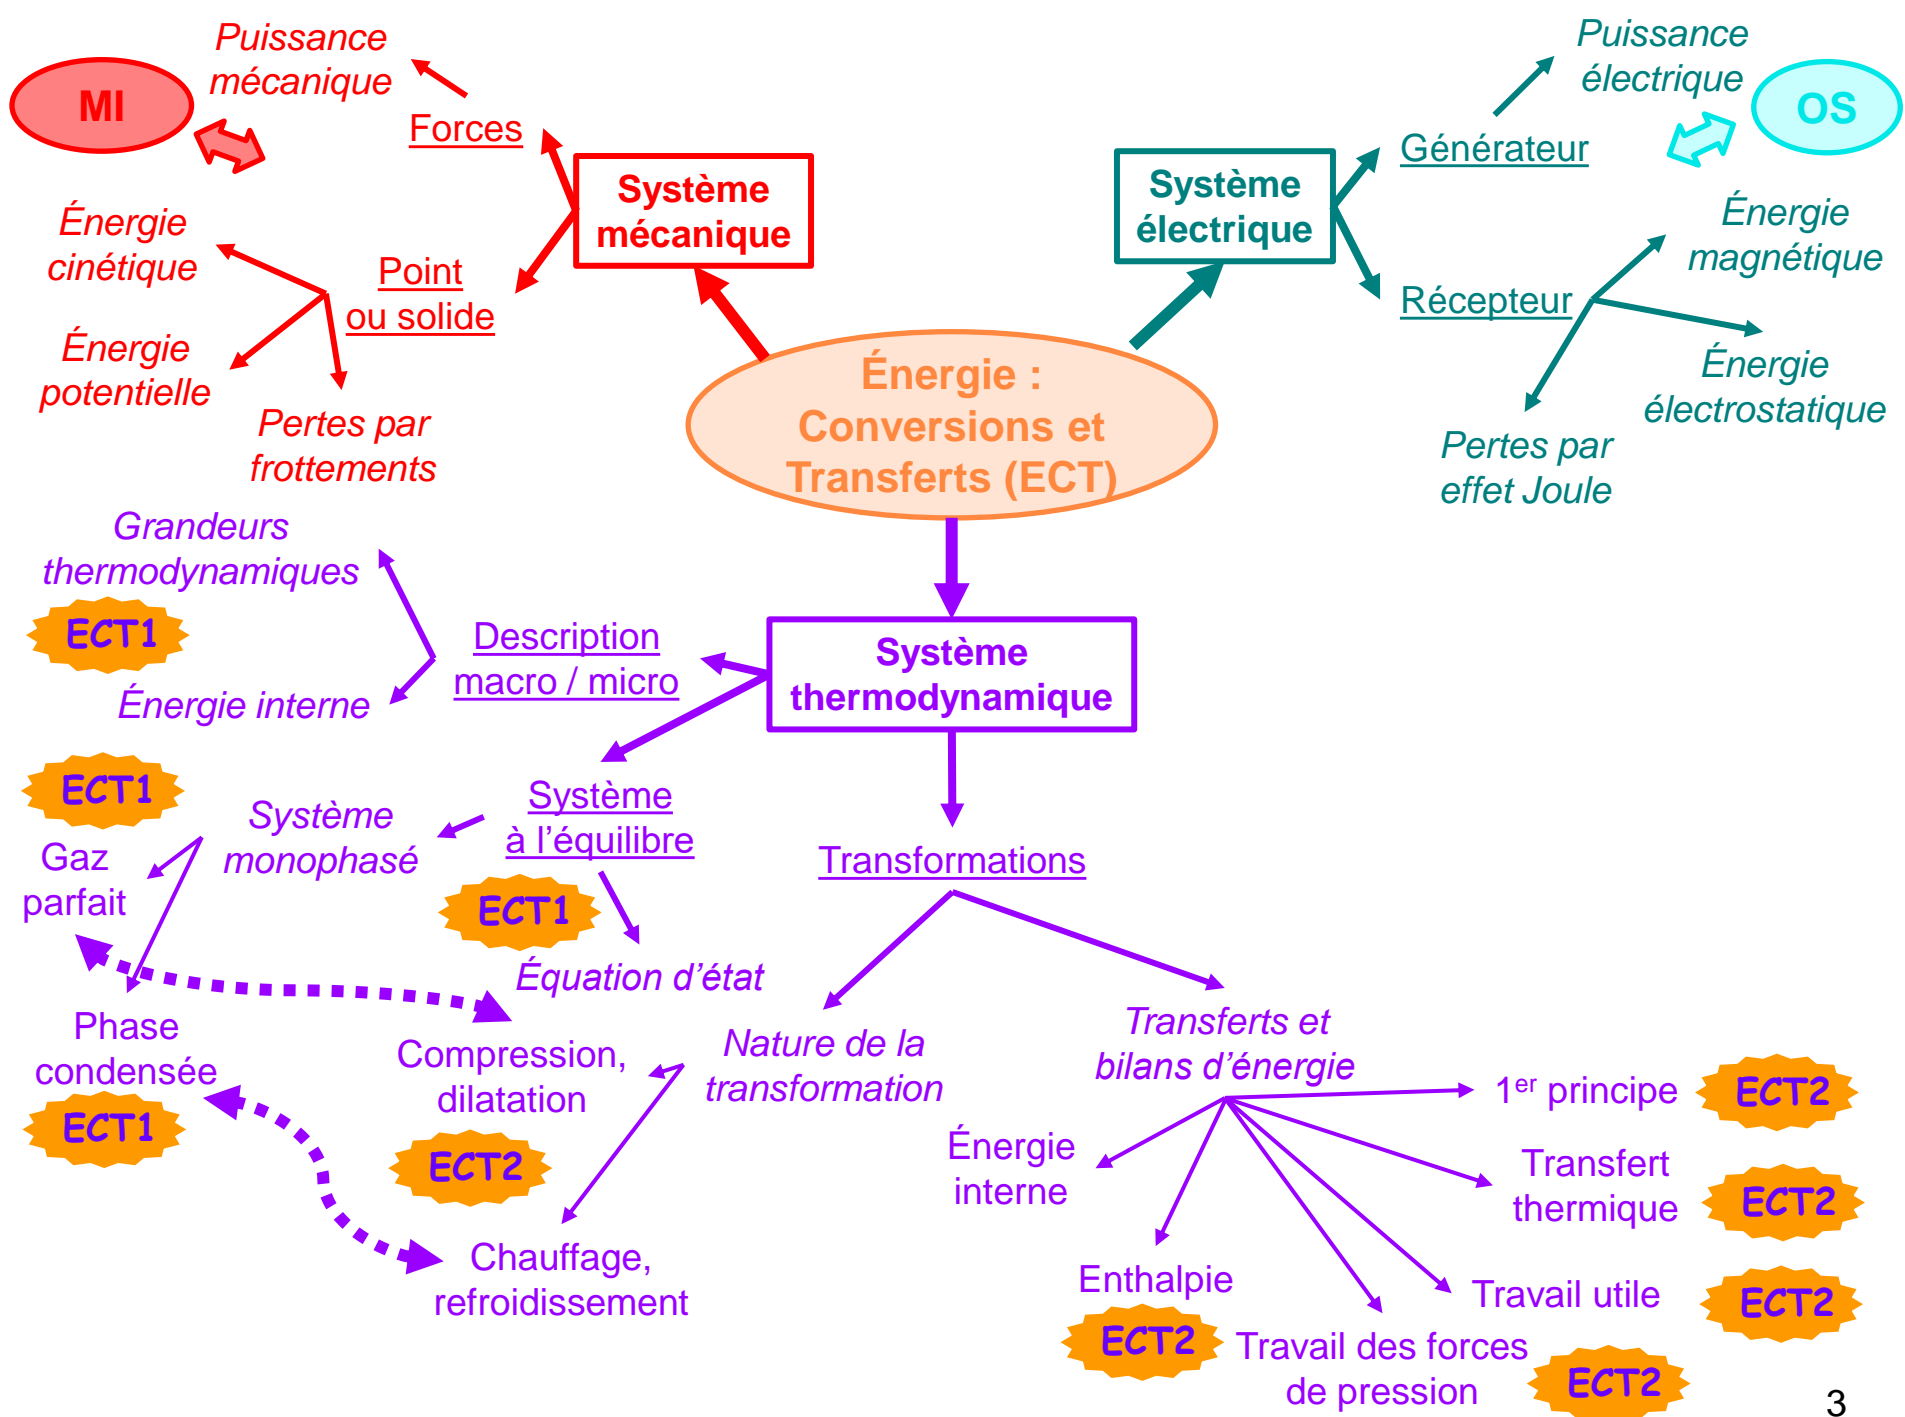 Puissance
mécanique
MI
Forces
Système
mécanique
Énergie
cinétique
Point
ou solide
Énergie
potentielle
Pertes par
frottements
Puissance
électrique
OS
Générateur
Système
électrique
Énergie
magnétique
Récepteur
Énergie
électrostatique
Pertes par
effet Joule
Énergie :
Conversions et
Transferts (ECT)
Grandeurs
thermodynamiques
ECT1
Description
macro / micro
Énergie interne
Système
thermodynamique
ECT1
Système
monophasé
Système
à l’équilibre
Gaz
parfait
ECT1
Équation d’état
Transformations
Phase
condensée
ECT1
Compression,
dilatation
ECT2
Nature de la
transformation
Chauffage,
refroidissement
Transferts et
bilans d’énergie
1er principe
ECT2
Énergie
interne
Transfert
thermique
ECT2
Enthalpie
ECT2
Travail utile
ECT2
Travail des forces
de pression
ECT2
3